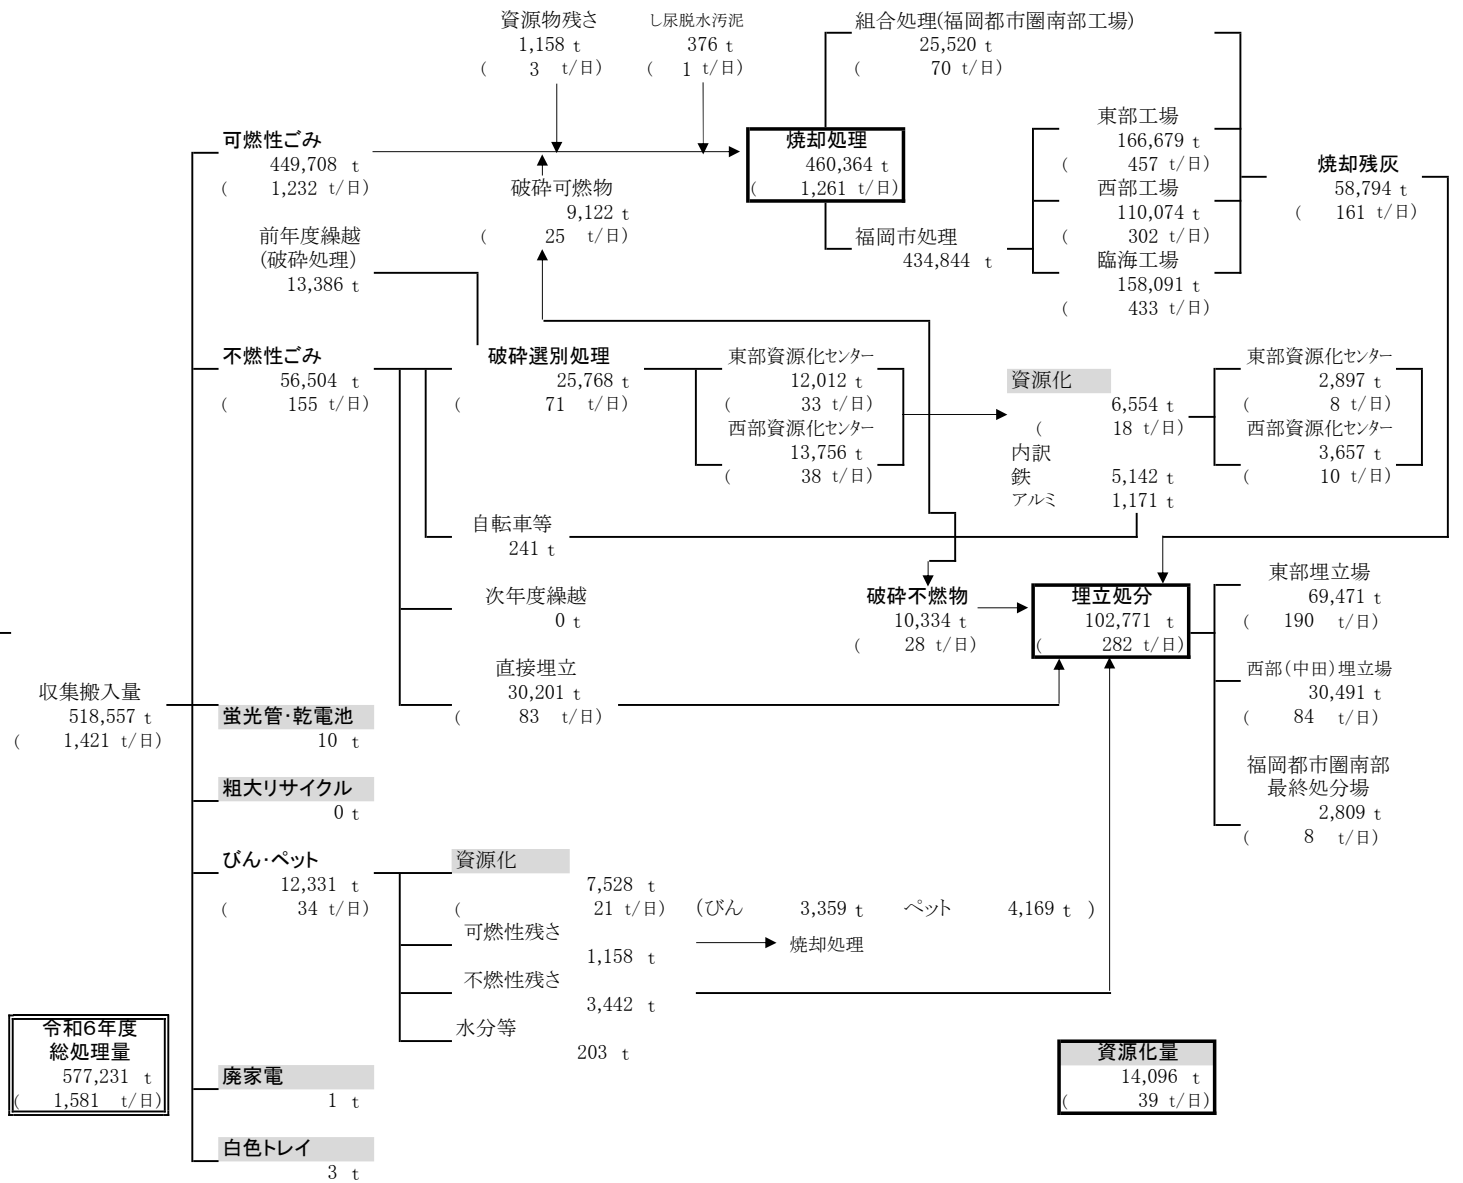 資源物残さ
1,158 t
( 3 t/日)
し尿脱水汚泥
376 t
( 1 t/日)
組合処理(福岡都市圏南部工場)
25,520 t
( 70 t/日)
可燃性ごみ
449,708 t
( 1,232 t/日)
破砕可燃物
9,122 t
( 25 t/日)
焼却処理
460,364 t
( 1,261 t/日)
福岡市処理
434,844 t
東部工場
166,679 t
( 457 t/日)
西部工場
110,074 t
( 302 t/日)
臨海工場
158,091 t
( 433 t/日)
焼却残灰
58,794 t
( 161 t/日)
前年度繰越
(破砕処理)
13,386 t
不燃性ごみ
56,504 t
( 155 t/日)
破砕選別処理
25,768 t
( 71 t/日)
東部資源化センター
12,012 t
( 33 t/日)
西部資源化センター
13,756 t
( 38 t/日)
資源化
6,554 t
( 18 t/日)
内訳
鉄 5,142 t
アルミ 1,171 t
東部資源化センター
2,897 t
( 8 t/日)
西部資源化センター
3,657 t
( 10 t/日)
自転車等
241 t
次年度繰越
0 t
直接埋立
30,201 t
( 83 t/日)
破砕不燃物
10,334 t
( 28 t/日)
埋立処分
102,771 t
( 282 t/日)
東部埋立場
69,471 t
( 190 t/日)
西部(中田)埋立場
30,491 t
( 84 t/日)
福岡都市圏南部
最終処分場
2,809 t
( 8 t/日)
収集搬入量
518,557 t
( 1,421 t/日)
蛍光管・乾電池
10 t
粗大リサイクル
0 t
びん・ペット
12,331 t
( 34 t/日)
資源化
7,528 t
( 21 t/日) (びん 3,359 t ペット 4,169 t )
可燃性残さ
1,158 t
焼却処理
不燃性残さ
3,442 t
水分等
203 t
令和6年度
総処理量
577,231 t
( 1,581 t/日)
廃家電
1 t
白色トレイ
3 t
資源化量
14,096 t
( 39 t/日)